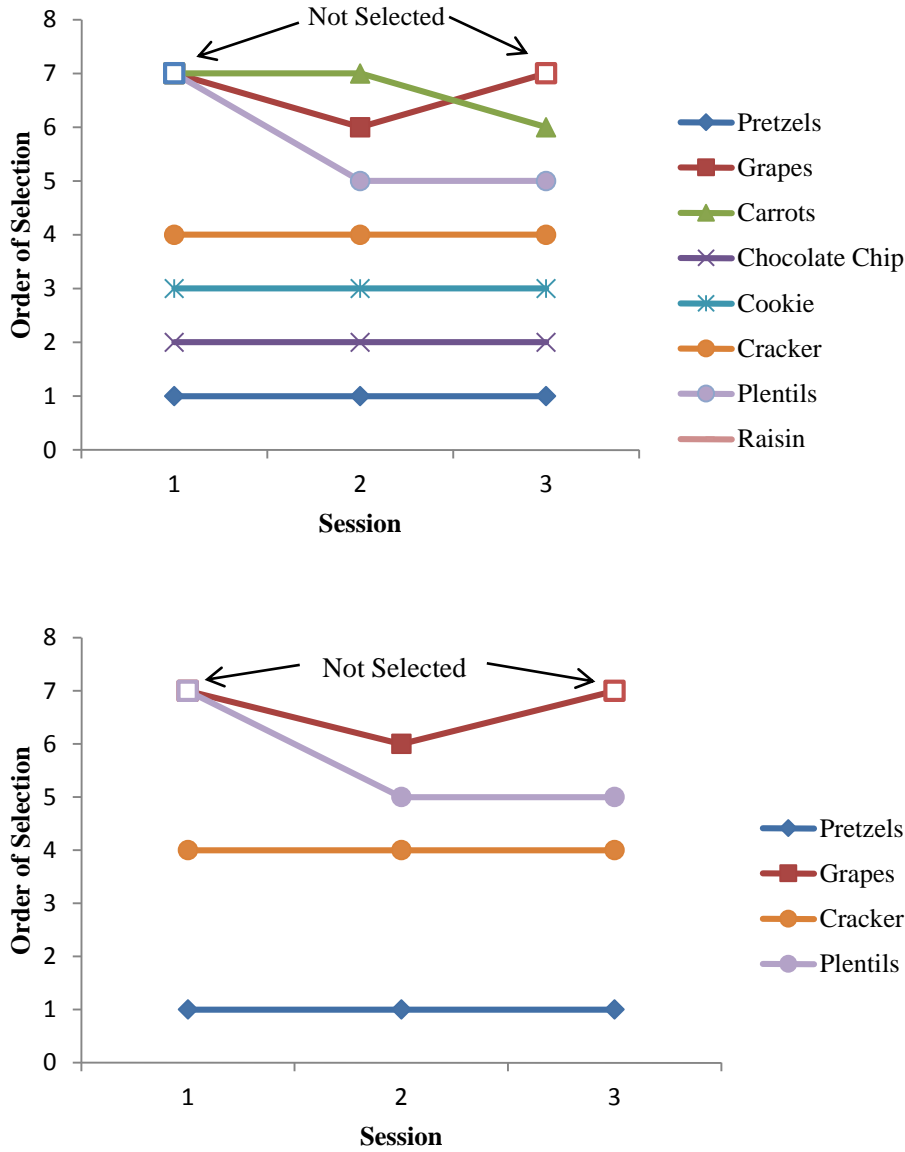 Not Selected
8
7
6
5
4
3
2
1
0
Order of Selection
1 2 3
Session
Pretzels
Grapes
Carrots
Chocolate Chip
Cookie
Cracker
Plentils
Raisin
Not Selected
8
7
6
5
4
3
2
1
0
Order of Selection
1 2 3
Session
Pretzels
Grapes
Cracker
Plentils